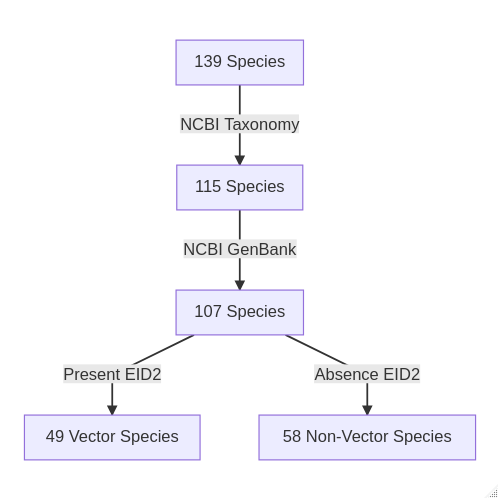 139 Species
NCBI Taxonomy
115 Species
NCBI GenBank
107 Species
Present EID2
Absence EID2
49 Vector Species
58 Non-Vector Species